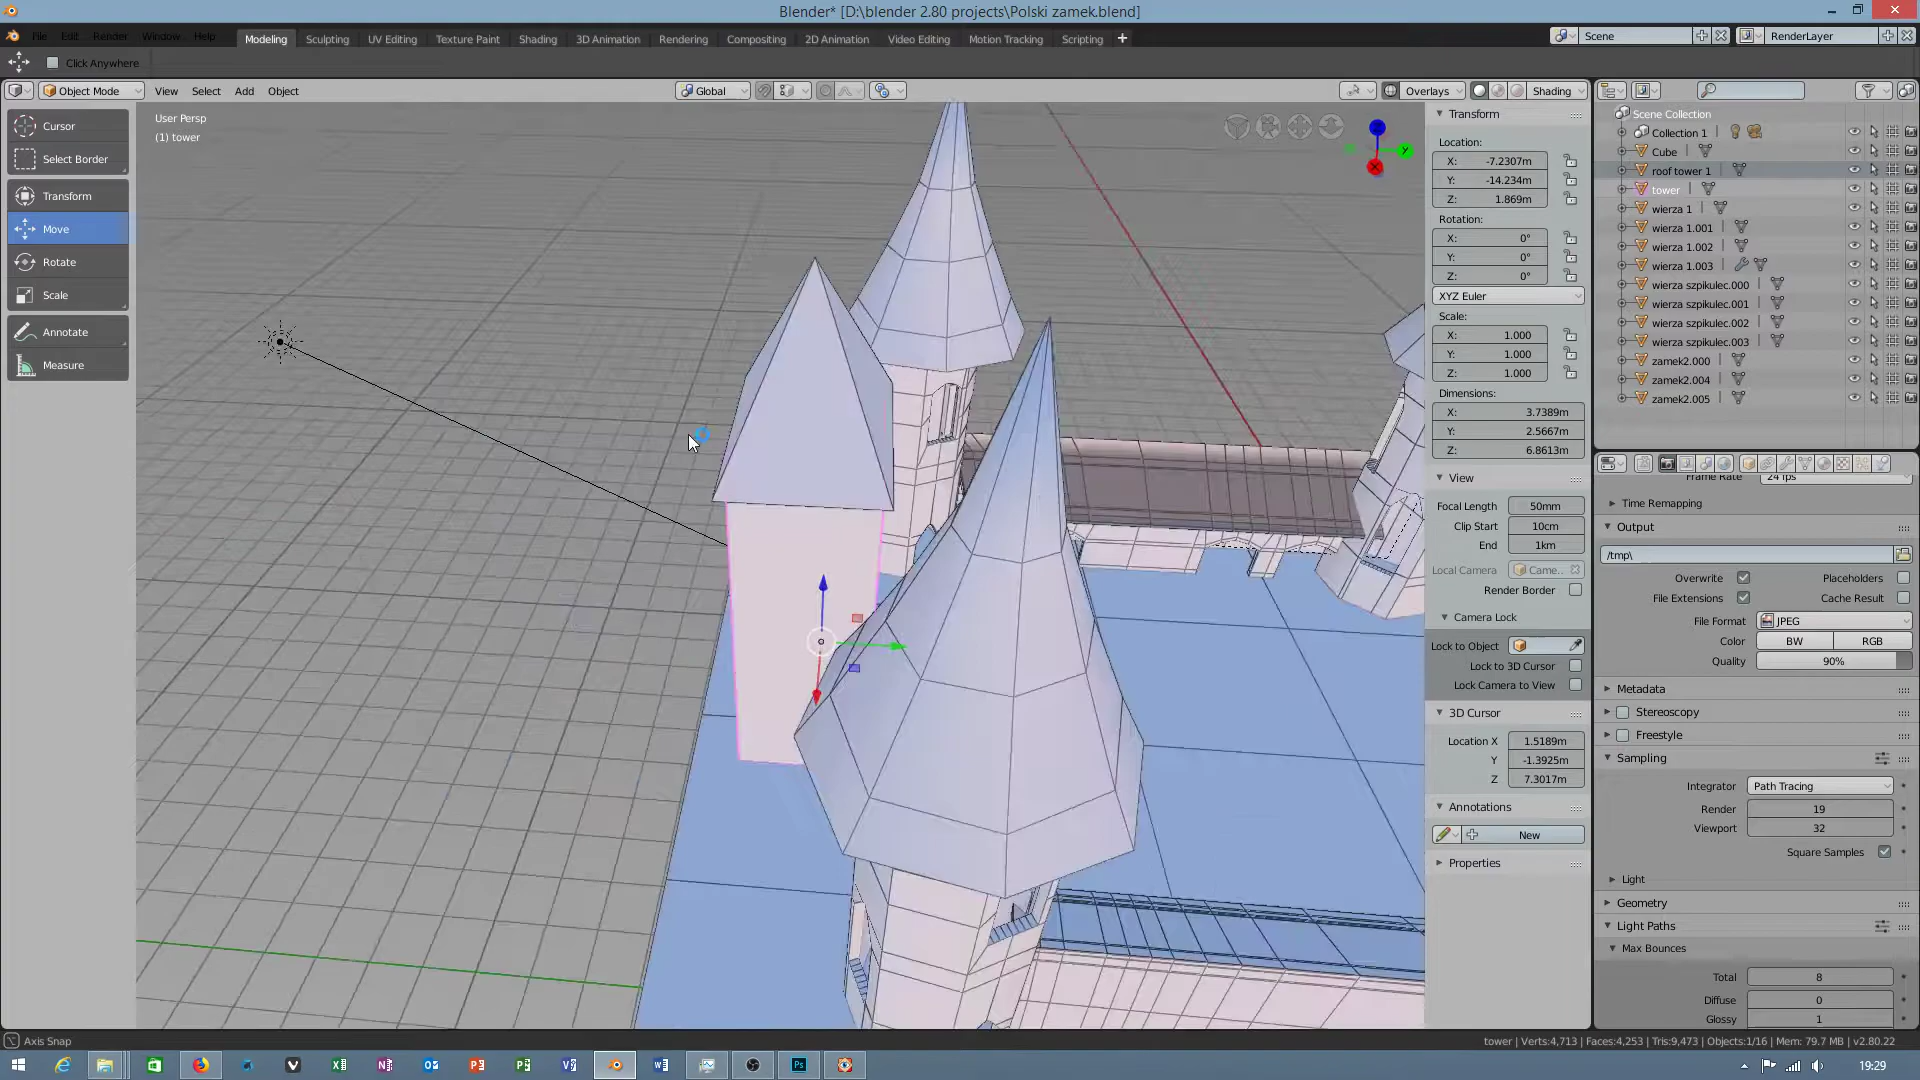 Blender* [D:\blender 2.80 projects\Polski zamek.blend]
File Edit Render Window Help Modeling Sculpting UV Editing Texture Paint Shading 3D Animation Rendering Compositing 2D Animation Video Editing Motion Tracking Scripting Scene RenderLayer
Click Anywhere
Object Mode View Select Add Object Global Overlays Shading
User Persp
(1) tower
Cursor
Select Border
Transform
Move
Rotate
Scale
Annotate
Measure
Z
Y
X
Transform
Location:
X: -7.2307m
Y: -14.234m
Z: 1.869m
Rotation:
X: 0°
Y: 0°
Z: 0°
XYZ Euler
Scale:
X: 1.000
Y: 1.000
Z: 1.000
Dimensions:
X: 3.7389m
Y: 2.5667m
Z: 6.8613m
View
Focal Length 50mm
Clip Start 10cm
End 1km
Local Camera Came..
Render Border
Camera Lock
Lock to Object
Lock to 3D Cursor
Lock Camera to View
3D Cursor
Location X 1.5189m
Y -1.3925m
Z 7.3017m
Annotations
New
Properties
Scene Collection
Collection 1
Cube
roof tower 1
tower
wierza 1
wierza 1.001
wierza 1.002
wierza 1.003
wierza szpikulec.000
wierza szpikulec.001
wierza szpikulec.002
wierza szpikulec.003
zamek2.000
zamek2.004
zamek2.005
Frame Rate 24 fps
Time Remapping
Output
/tmp\
Overwrite Placeholders
File Extensions Cache Result
File Format JPEG
Color BW RGB
Quality 90%
Metadata
Stereoscopy
Freestyle
Sampling
Integrator Path Tracing
Render 19
Viewport 32
Square Samples
Light
Geometry
Light Paths
Max Bounces
Total 8
Diffuse 0
Glossy 1
Axis Snap
tower | Verts:4,713 | Faces:4,253 | Tris:9,473 | Objects:1/16 | Mem: 79.7 MB | v2.80.22
19:29